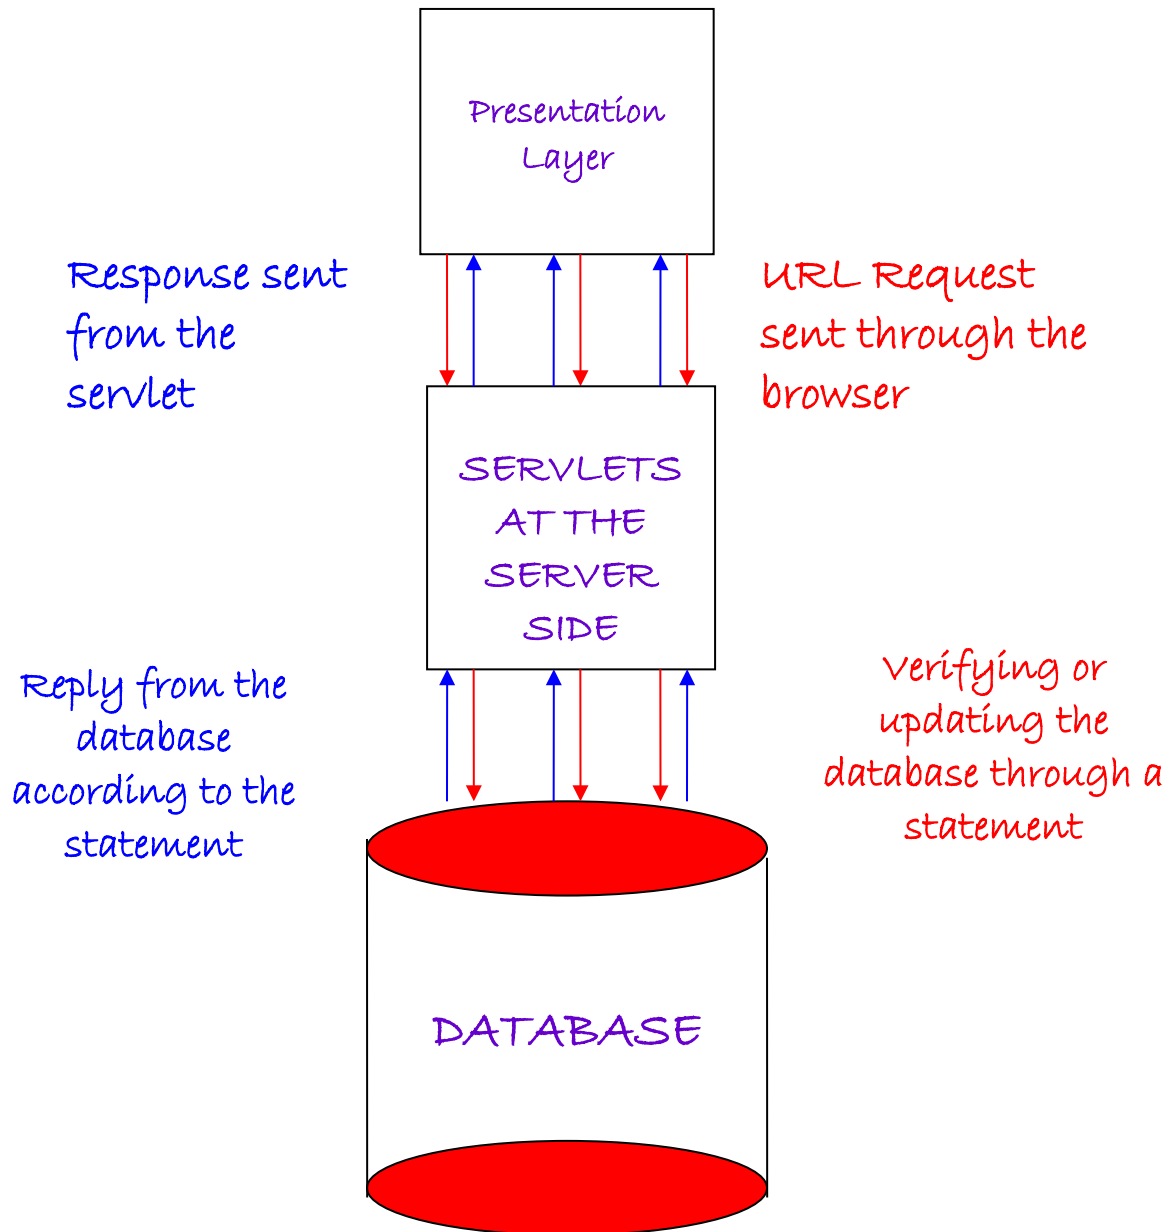 Presentation
Layer
Response sent
from the
servlet
URL Request
sent through the
browser
SERVLETS
AT THE
SERVER
SIDE
Reply from the
database
according to the
statement
Verifying or
updating the
database through a
statement
DATABASE